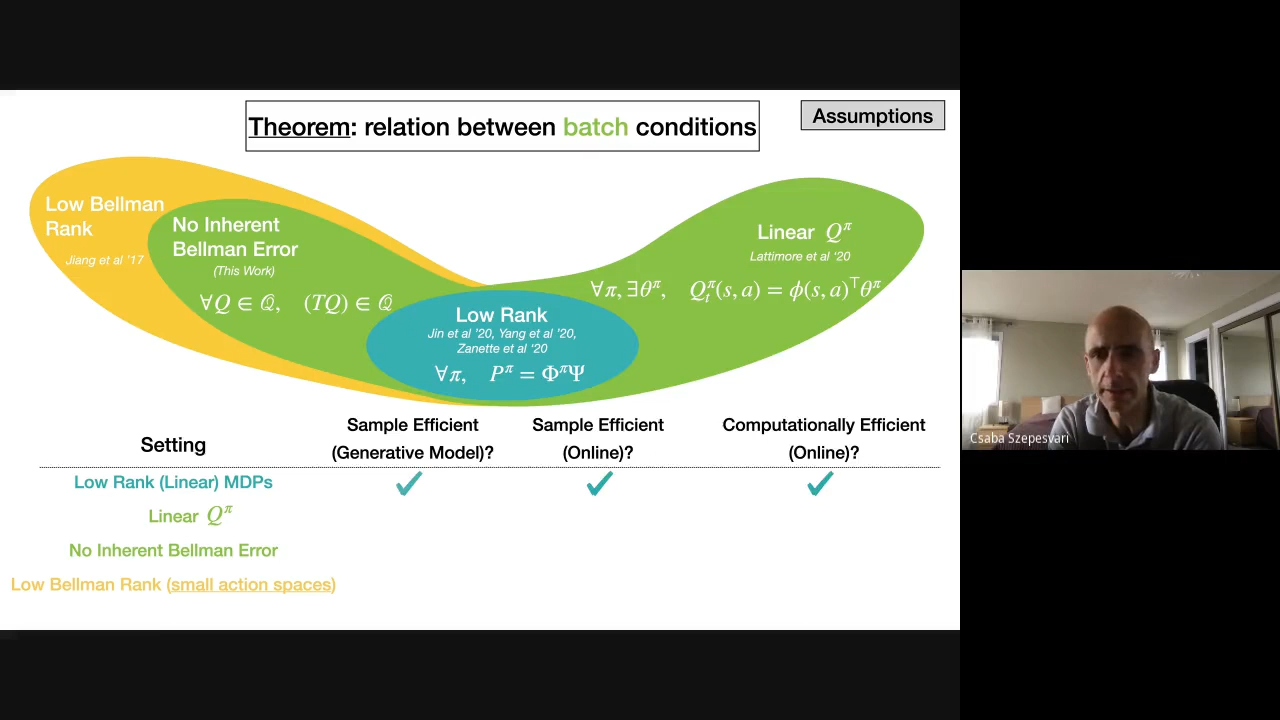 Theorem: relation between batch conditions
Assumptions
Low Bellman
Rank
Jiang et al '17
No Inherent
Bellman Error
(This Work)
∀Q ∈ 𝒬, (TQ) ∈ 𝒬
Low Rank
Jin et al '20, Yang et al '20,
Zanette et al '20
∀π, P^π = Φ^πΨ
Linear Q^π
Lattimore et al '20
∀π, ∃θ^π, Q_t^π(s, a) = ϕ(s, a)^⊤θ^π
Setting
Sample Efficient
(Generative Model)?
Sample Efficient
(Online)?
Computationally Efficient
(Online)?
Low Rank (Linear) MDPs ✓ ✓ ✓
Linear Q^π
No Inherent Bellman Error
Low Bellman Rank (small action spaces)
Csaba Szepesvari